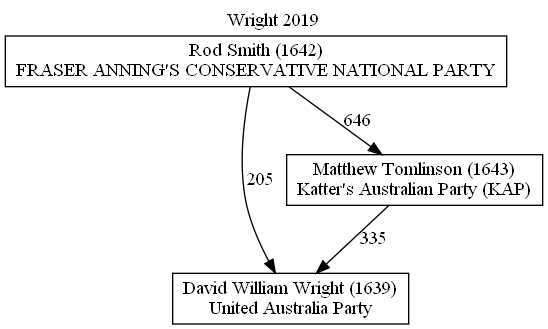 Wright 2019
Rod Smith (1642)
FRASER ANNING'S CONSERVATIVE NATIONAL PARTY
646
Matthew Tomlinson (1643)
Katter's Australian Party (KAP)
205
335
David William Wright (1639)
United Australia Party